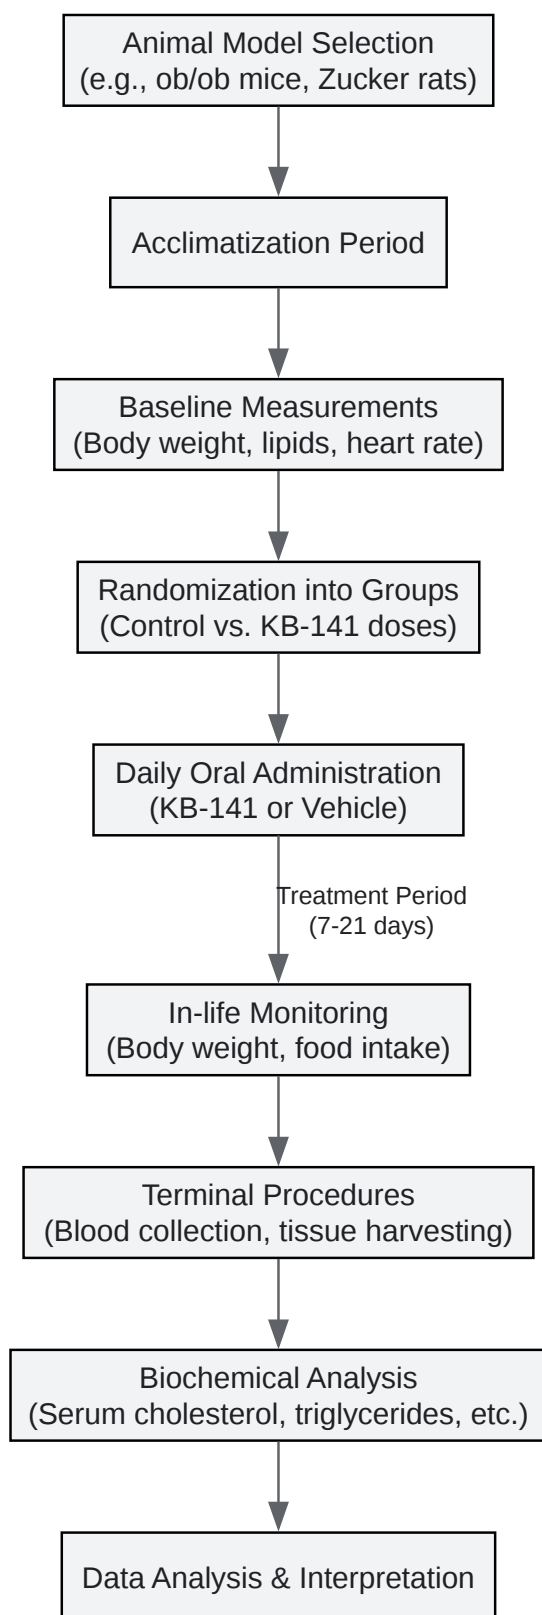 Animal Model Selection
(e.g., ob/ob mice, Zucker rats)
Acclimatization Period
Baseline Measurements
(Body weight, lipids, heart rate)
Randomization into Groups
(Control vs. KB-141 doses)
Daily Oral Administration
(KB-141 or Vehicle)
Treatment Period
(7-21 days)
In-life Monitoring
(Body weight, food intake)
Terminal Procedures
(Blood collection, tissue harvesting)
Biochemical Analysis
(Serum cholesterol, triglycerides, etc.)
Data Analysis & Interpretation